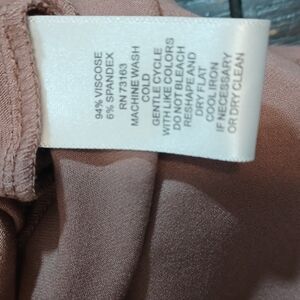 94% VISCOSE
6% SPANDEX
RN 73163
MACHINE WASH
COLD
GENTLE CYCLE
WITH LIKE COLORS
DO NOT BLEACH
RESHAPE AND
DRY FLAT
COOL IRON
IF NECESSARY
OR DRY CLEAN